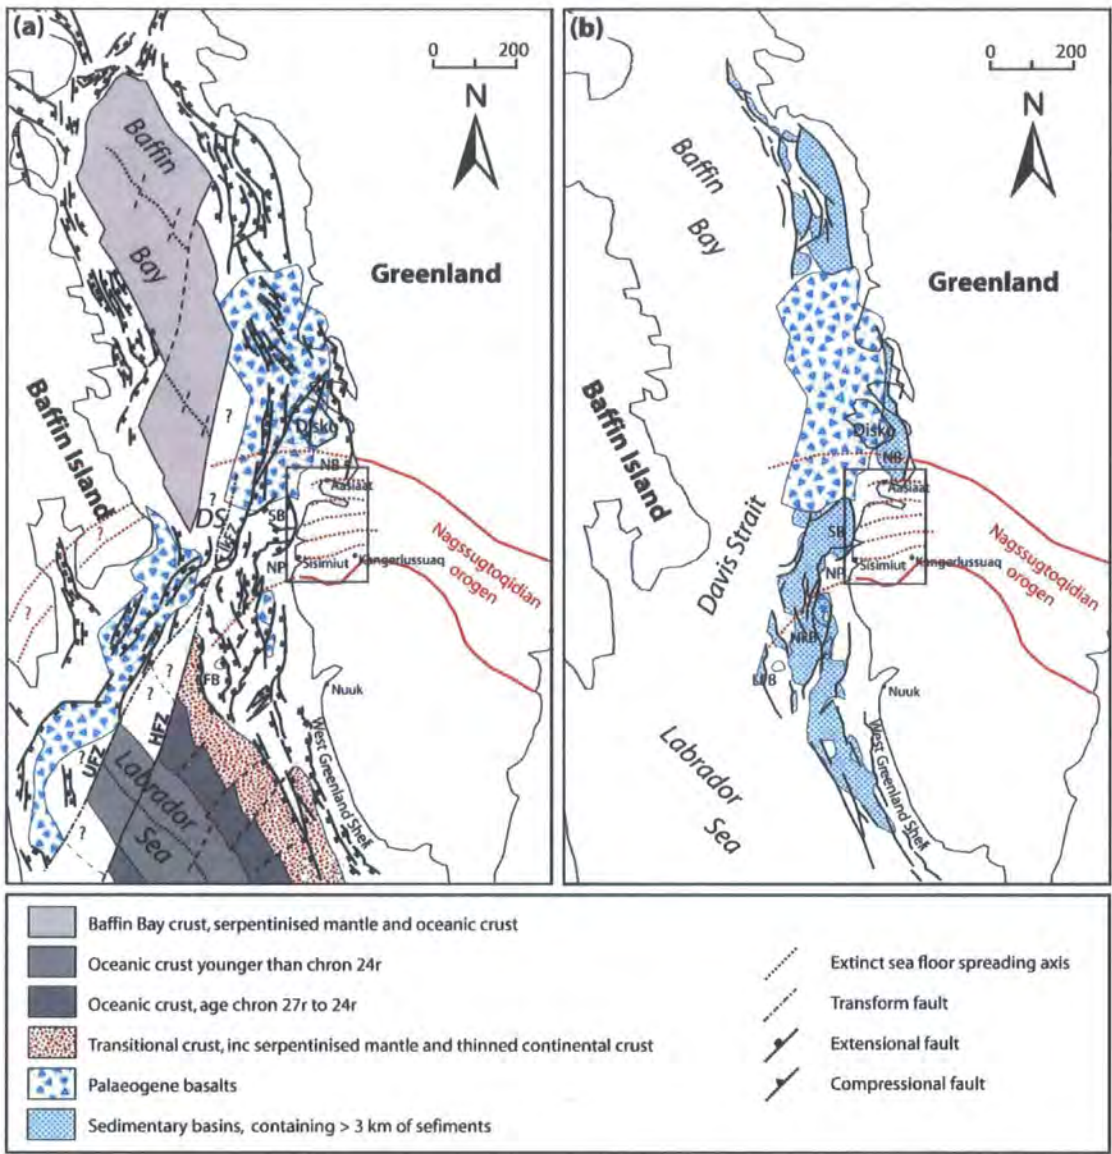 (a)
0 200
N
Baffin
Bay
Greenland
Baffin Island
Disko
NB
Aasiaat
?
?
DS
UFZ
SB
?
?
Sisimiut
Kangerlussuaq
NP
Nagssugtoqidian
orogen
?
?
LFB
Nuuk
HFZ
UFZ
?
?
Labrador
Sea
West Greenland Shelf
(b)
0 200
N
Baffin
Bay
Greenland
Baffin Island
Disko
NB
Aasiaat
Davis Strait
SB
Sisimiut
Kangerlussuaq
NP
Nagssugtoqidian
orogen
NRB
LFB
Nuuk
Labrador
Sea
West Greenland Shelf
Baffin Bay crust, serpentinised mantle and oceanic crust
Oceanic crust younger than chron 24r
Oceanic crust, age chron 27r to 24r
Transitional crust, inc serpentinised mantle and thinned continental crust
Palaeogene basalts
Sedimentary basins, containing > 3 km of sefiments
Extinct sea floor spreading axis
Transform fault
Extensional fault
Compressional fault